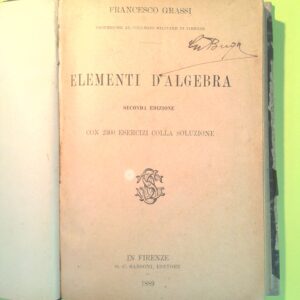 FRANCESCO GRASSI
PROFESSORE AL COLLEGIO MILITARE DI FIRENZE
ELEMENTI D'ALGEBRA
SECONDA EDIZIONE
CON 2300 ESERCIZI COLLA SOLUZIONE
IN FIRENZE
G. C. SANSONI, EDITORE
1889